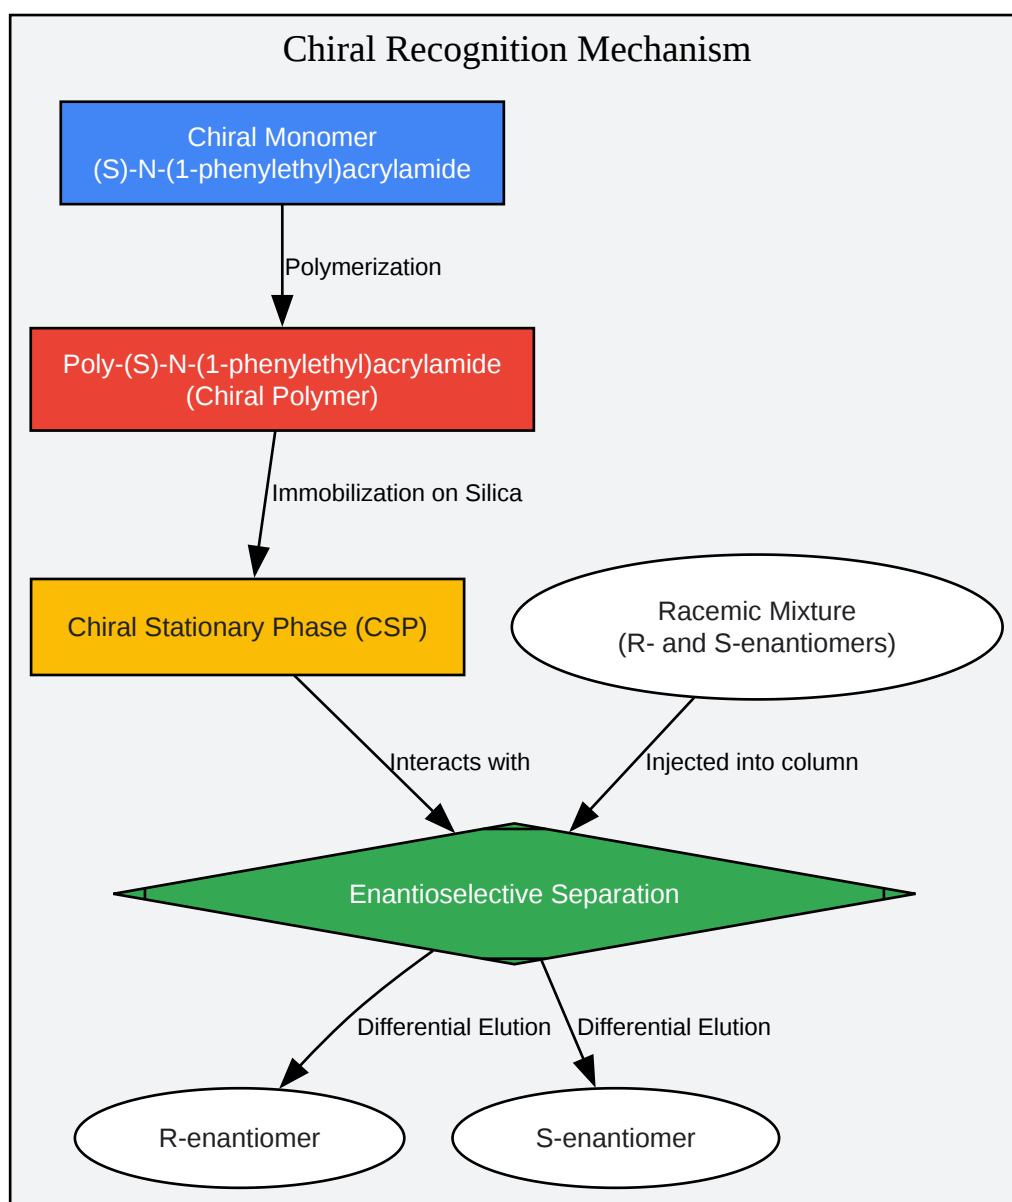 Chiral Recognition Mechanism
Chiral Monomer
(S)-N-(1-phenylethyl)acrylamide
Polymerization
Poly-(S)-N-(1-phenylethyl)acrylamide
(Chiral Polymer)
Immobilization on Silica
Chiral Stationary Phase (CSP)
Racemic Mixture
(R- and S-enantiomers)
Interacts with
Injected into column
Enantioselective Separation
Differential Elution
Differential Elution
R-enantiomer
S-enantiomer